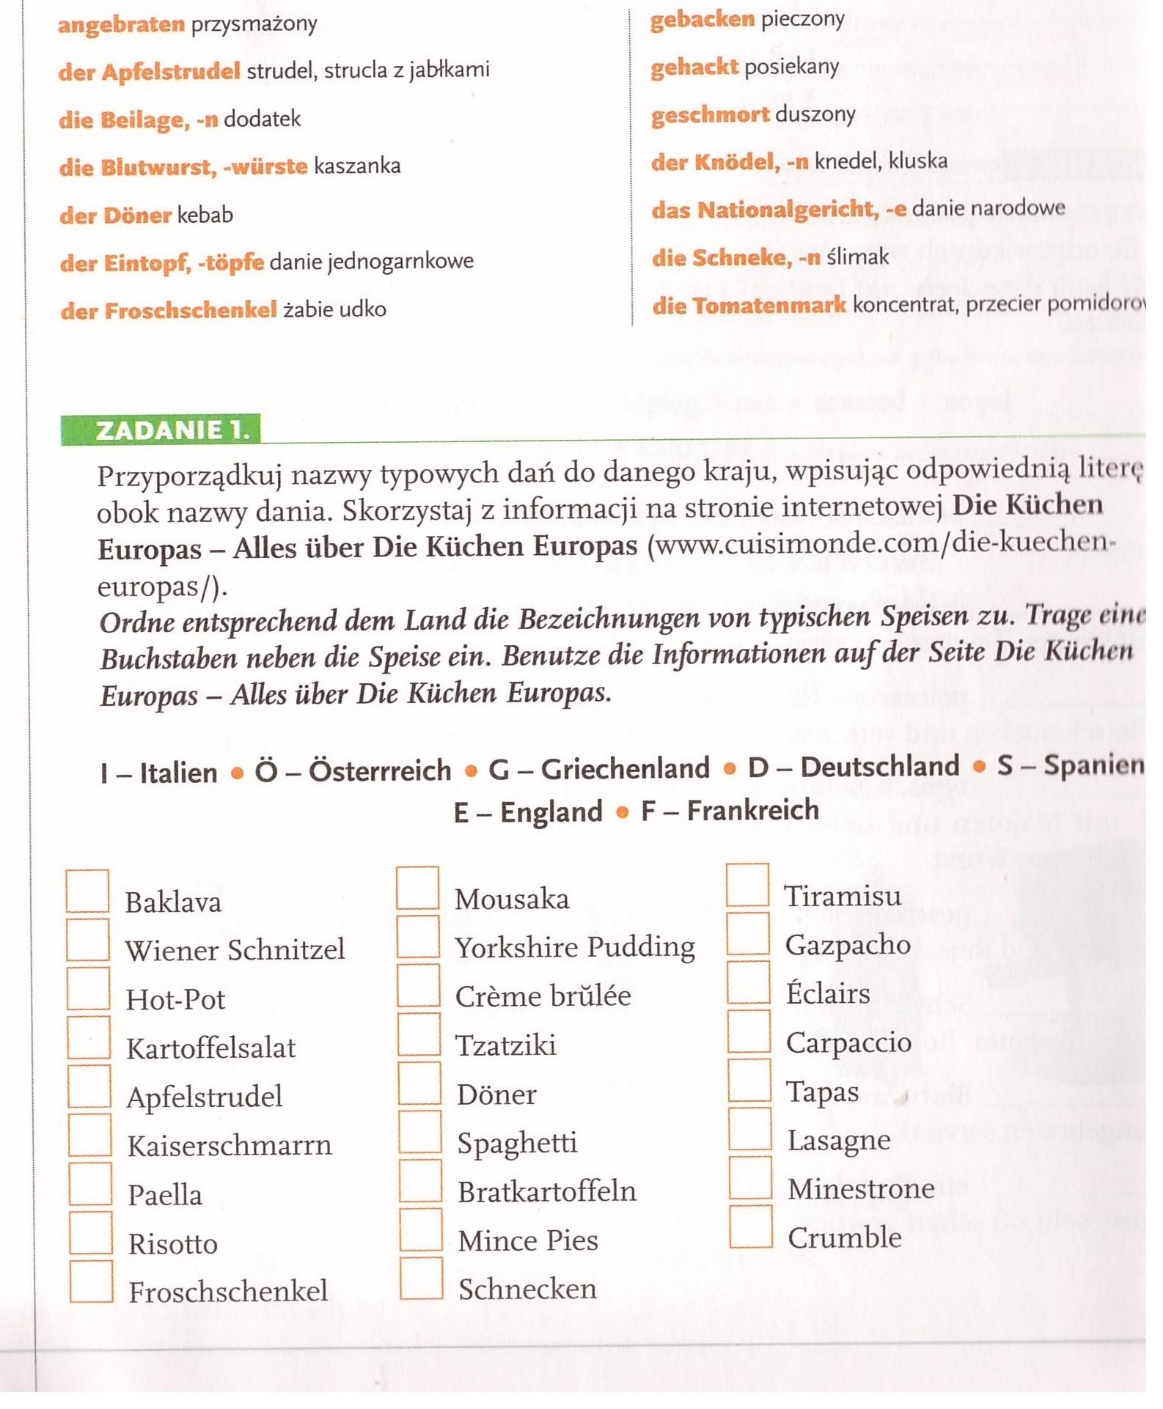 angebraten przysmażony
der Apfelstrudel strudel, strucla z jabłkami
die Beilage, -n dodatek
die Blutwurst, -würste kaszanka
der Döner kebab
der Eintopf, -töpfe danie jednogarnkowe
der Froschschenkel żabie udko
gebacken pieczony
gehackt posiekany
geschmort duszony
der Knödel, -n knedel, kluska
das Nationalgericht, -e danie narodowe
die Schneke, -n ślimak
die Tomatenmark koncentrat, przecier pomidorow
ZADANIE 1.
Przyporządkuj nazwy typowych dań do danego kraju, wpisując odpowiednią literę
obok nazwy dania. Skorzystaj z informacji na stronie internetowej Die Küchen
Europas – Alles über Die Küchen Europas (www.cuisimonde.com/die-kuechen-
europas/).
Ordne entsprechend dem Land die Bezeichnungen von typischen Speisen zu. Trage eine
Buchstaben neben die Speise ein. Benutze die Informationen auf der Seite Die Küchen
Europas – Alles über Die Küchen Europas.
I – Italien • Ö – Österrreich • G – Griechenland • D – Deutschland • S – Spanien
E – England • F – Frankreich
Baklava
Wiener Schnitzel
Hot-Pot
Kartoffelsalat
Apfelstrudel
Kaiserschmarrn
Paella
Risotto
Froschschenkel
Mousaka
Yorkshire Pudding
Crème brŭlée
Tzatziki
Döner
Spaghetti
Bratkartoffeln
Mince Pies
Schnecken
Tiramisu
Gazpacho
Éclairs
Carpaccio
Tapas
Lasagne
Minestrone
Crumble